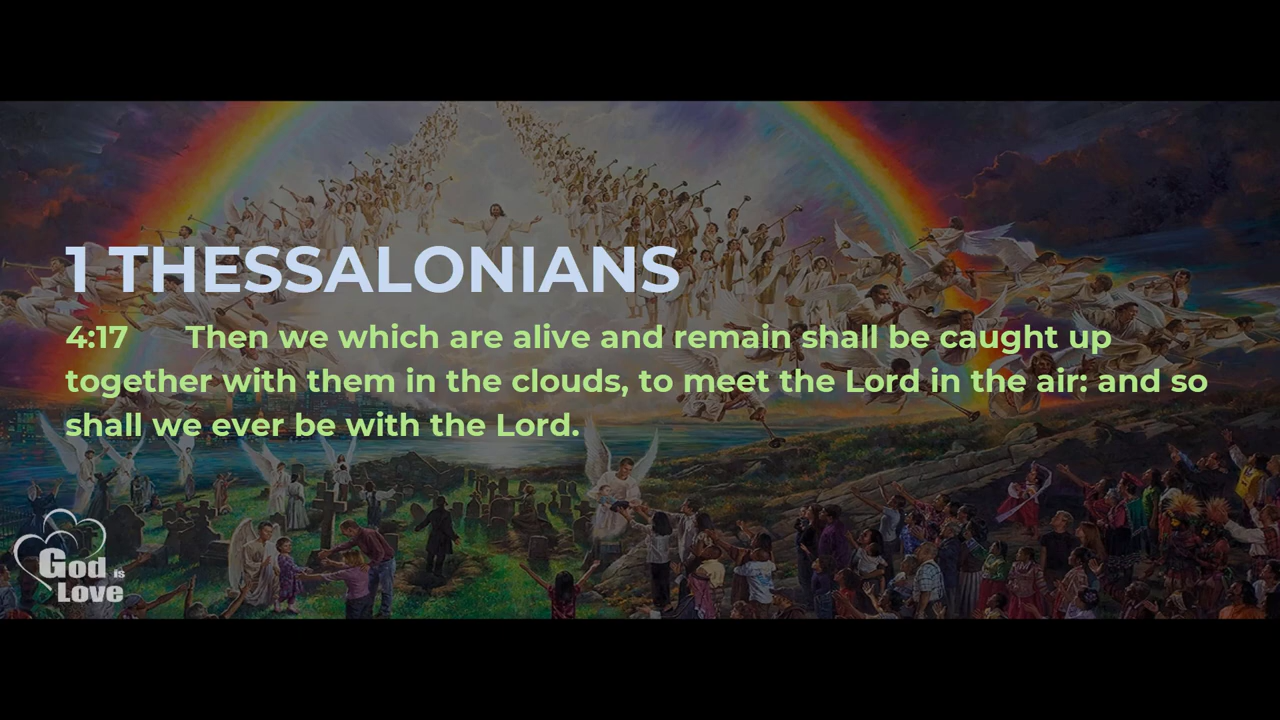 1 THESSALONIANS
4:17 Then we which are alive and remain shall be caught up
together with them in the clouds, to meet the Lord in the air: and so
shall we ever be with the Lord.
God is
Love